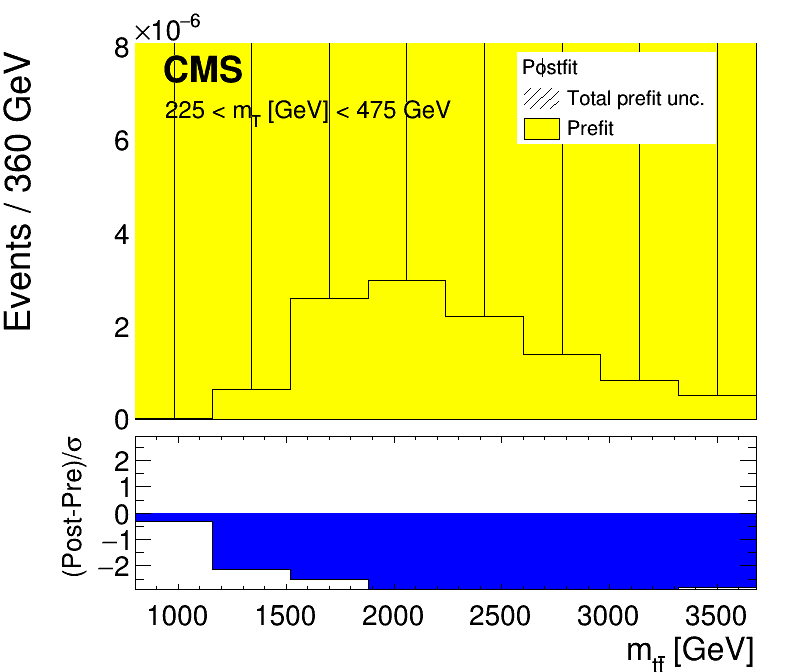 ×10⁻⁶
CMS
225 < m_T [GeV] < 475 GeV
Postfit
Total prefit unc.
Prefit
Events / 360 GeV
8
6
4
2
0
(Post-Pre)/σ
2
1
0
−1
−2
1000 1500 2000 2500 3000 3500
m_tt̄ [GeV]